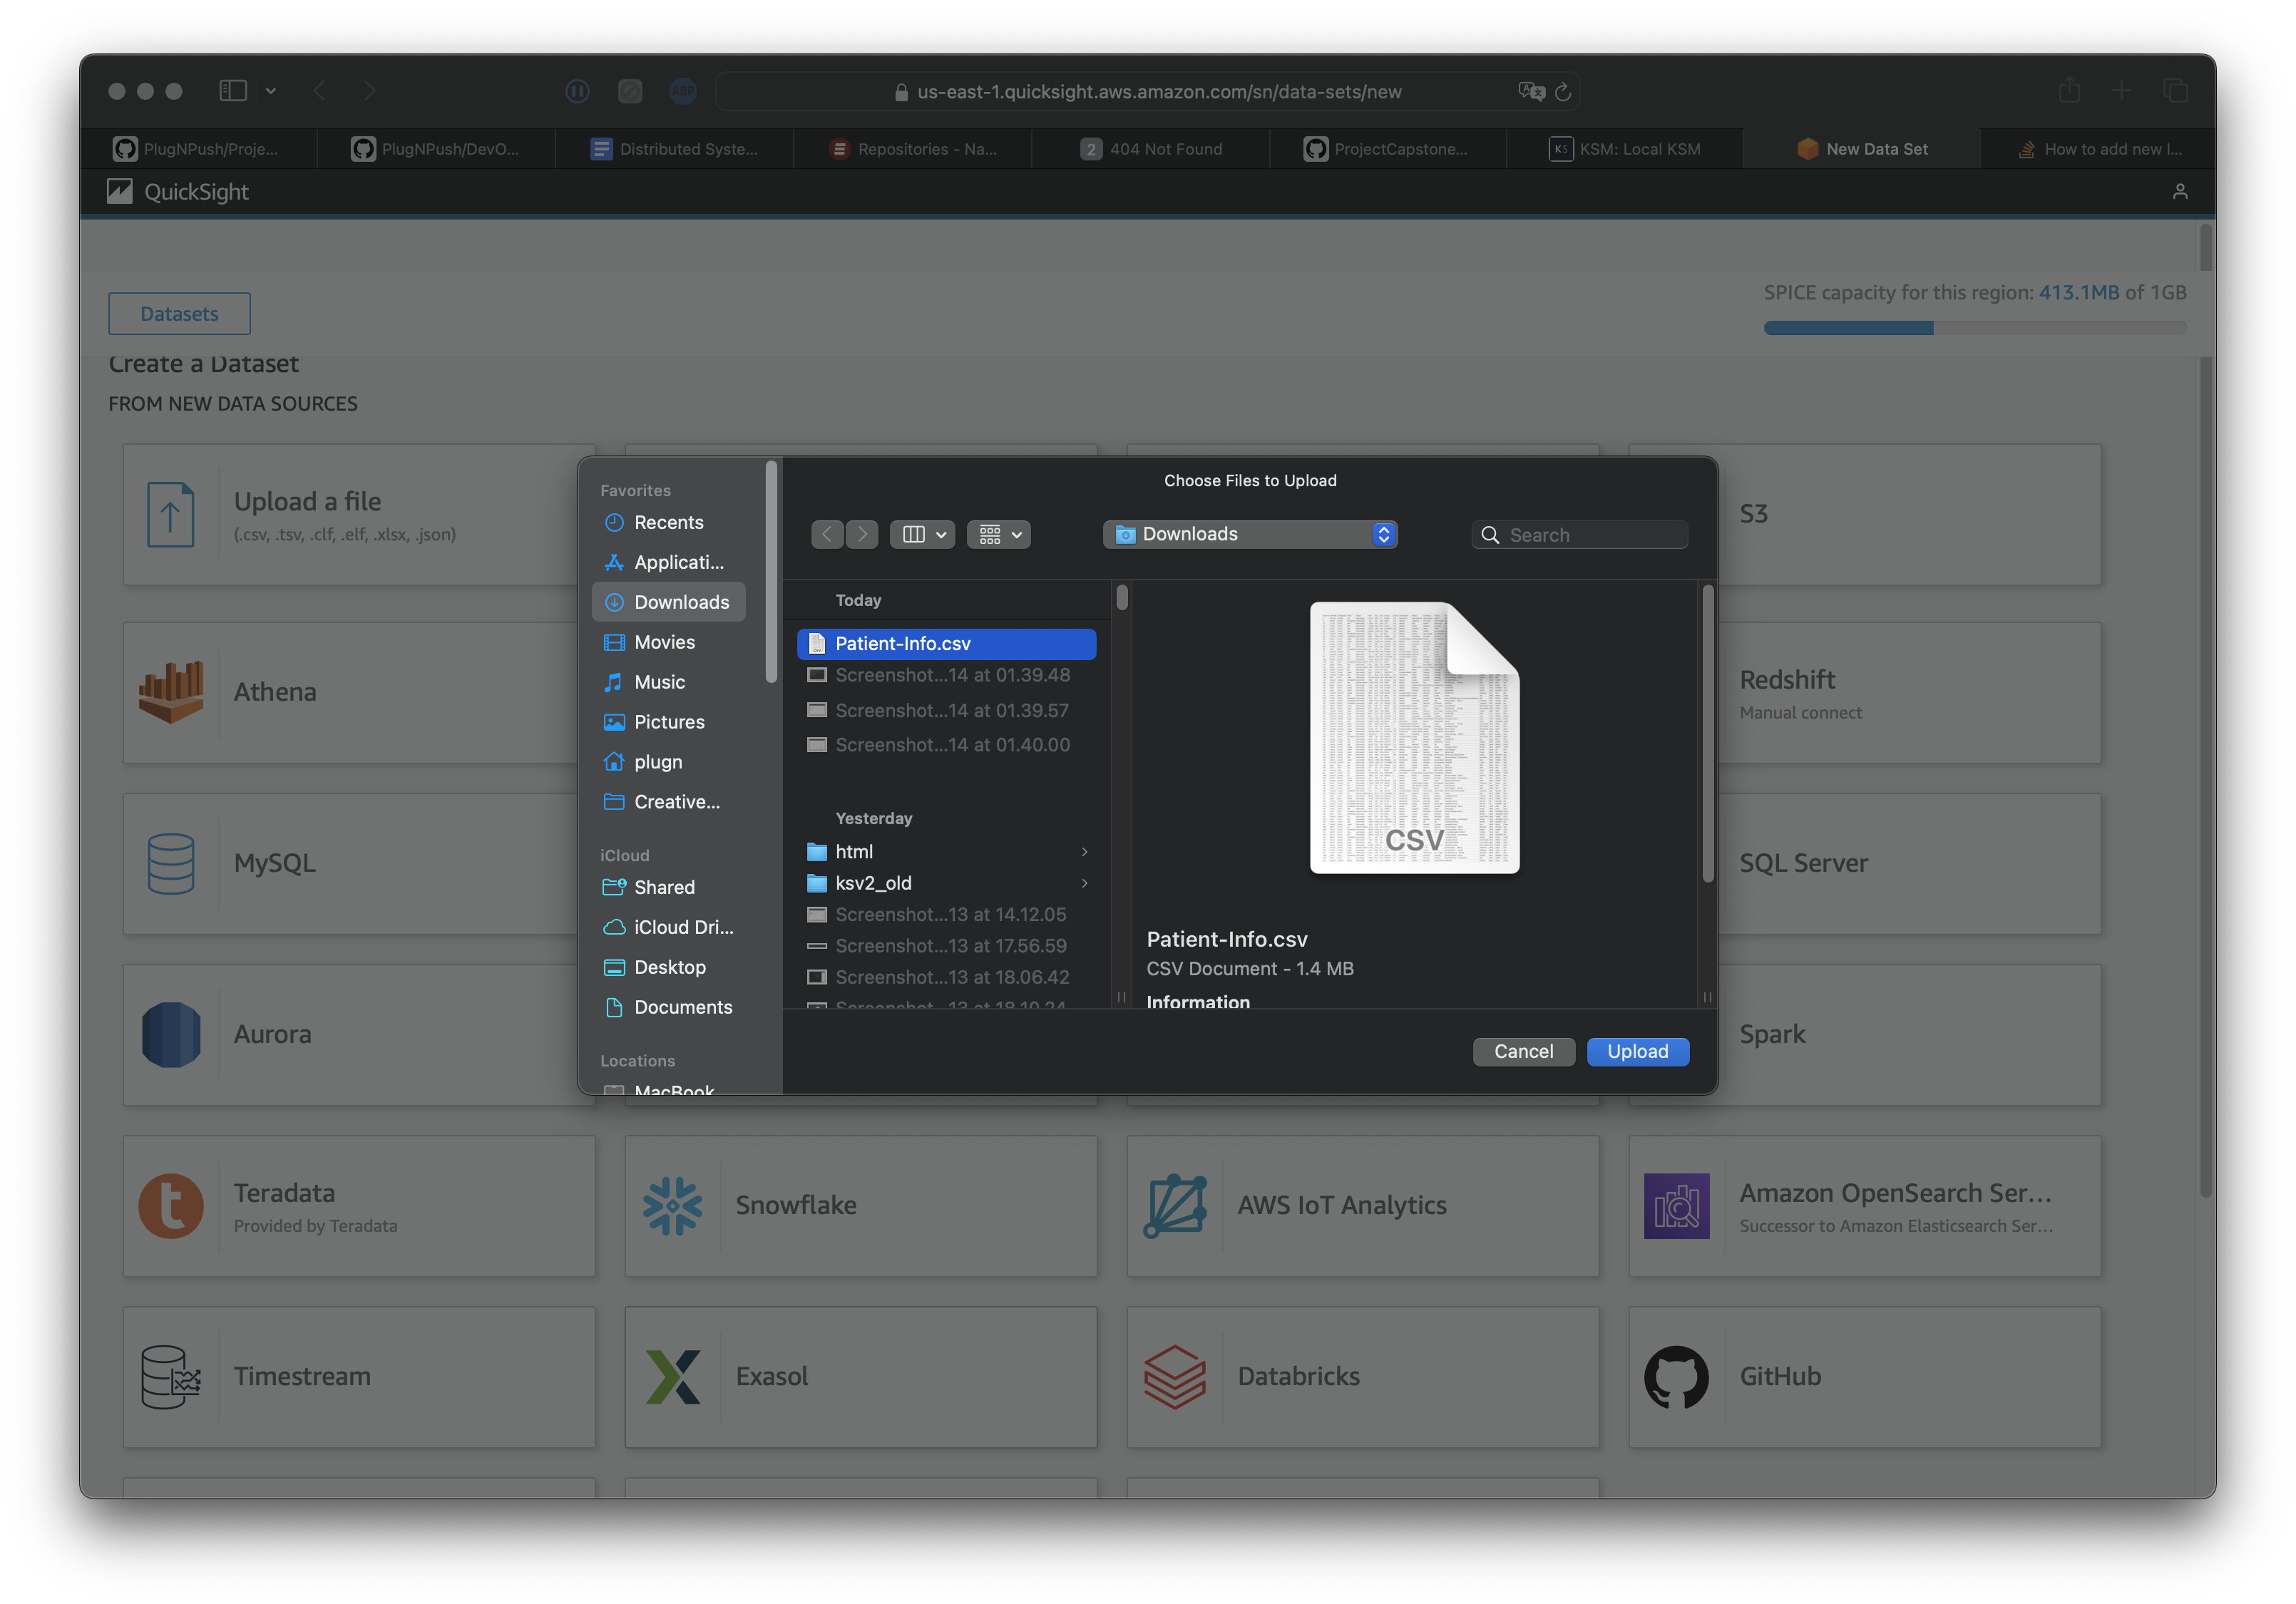 ABP
us-east-1.quicksight.aws.amazon.com/sn/data-sets/new
PlugNPush/Proje...
PlugNPush/DevO...
Distributed Syste...
Repositories - Na...
2 404 Not Found
ProjectCapstone...
KS KSM: Local KSM
New Data Set
How to add new l...
QuickSight
Datasets
SPICE capacity for this region: 413.1MB of 1GB
Create a Dataset
FROM NEW DATA SOURCES
Upload a file
(.csv, .tsv, .clf, .elf, .xlsx, .json)
S3
Athena
Redshift
Manual connect
MySQL
SQL Server
Aurora
Spark
Teradata
Provided by Teradata
Snowflake
AWS IoT Analytics
Amazon OpenSearch Ser...
Successor to Amazon Elasticsearch Ser...
Timestream
Exasol
Databricks
GitHub
Favorites
Recents
Applicati...
Downloads
Movies
Music
Pictures
plugn
Creative...
iCloud
Shared
iCloud Dri...
Desktop
Documents
Locations
MacBook
Choose Files to Upload
Downloads
Search
Today
Patient-Info.csv
Screenshot...14 at 01.39.48
Screenshot...14 at 01.39.57
Screenshot...14 at 01.40.00
Yesterday
html
ksv2_old
Screenshot...13 at 14.12.05
Screenshot...13 at 17.56.59
Screenshot...13 at 18.06.42
Screenshot...13 at 18.10.24
CSV
Patient-Info.csv
CSV Document - 1.4 MB
Information
Cancel
Upload